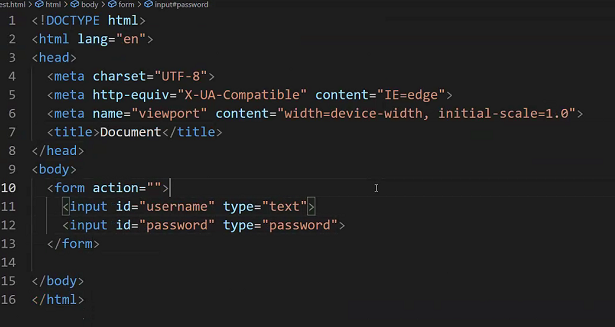 est.html > html > body > form > input#password
1 <!DOCTYPE html>
2 <html lang="en">
3 <head>
4 <meta charset="UTF-8">
5 <meta http-equiv="X-UA-Compatible" content="IE=edge">
6 <meta name="viewport" content="width=device-width, initial-scale=1.0">
7 <title>Document</title>
8 </head>
9 <body>
10 <form action="">
11 <input id="username" type="text">
12 <input id="password" type="password">
13 </form>
14
15 </body>
16 </html>